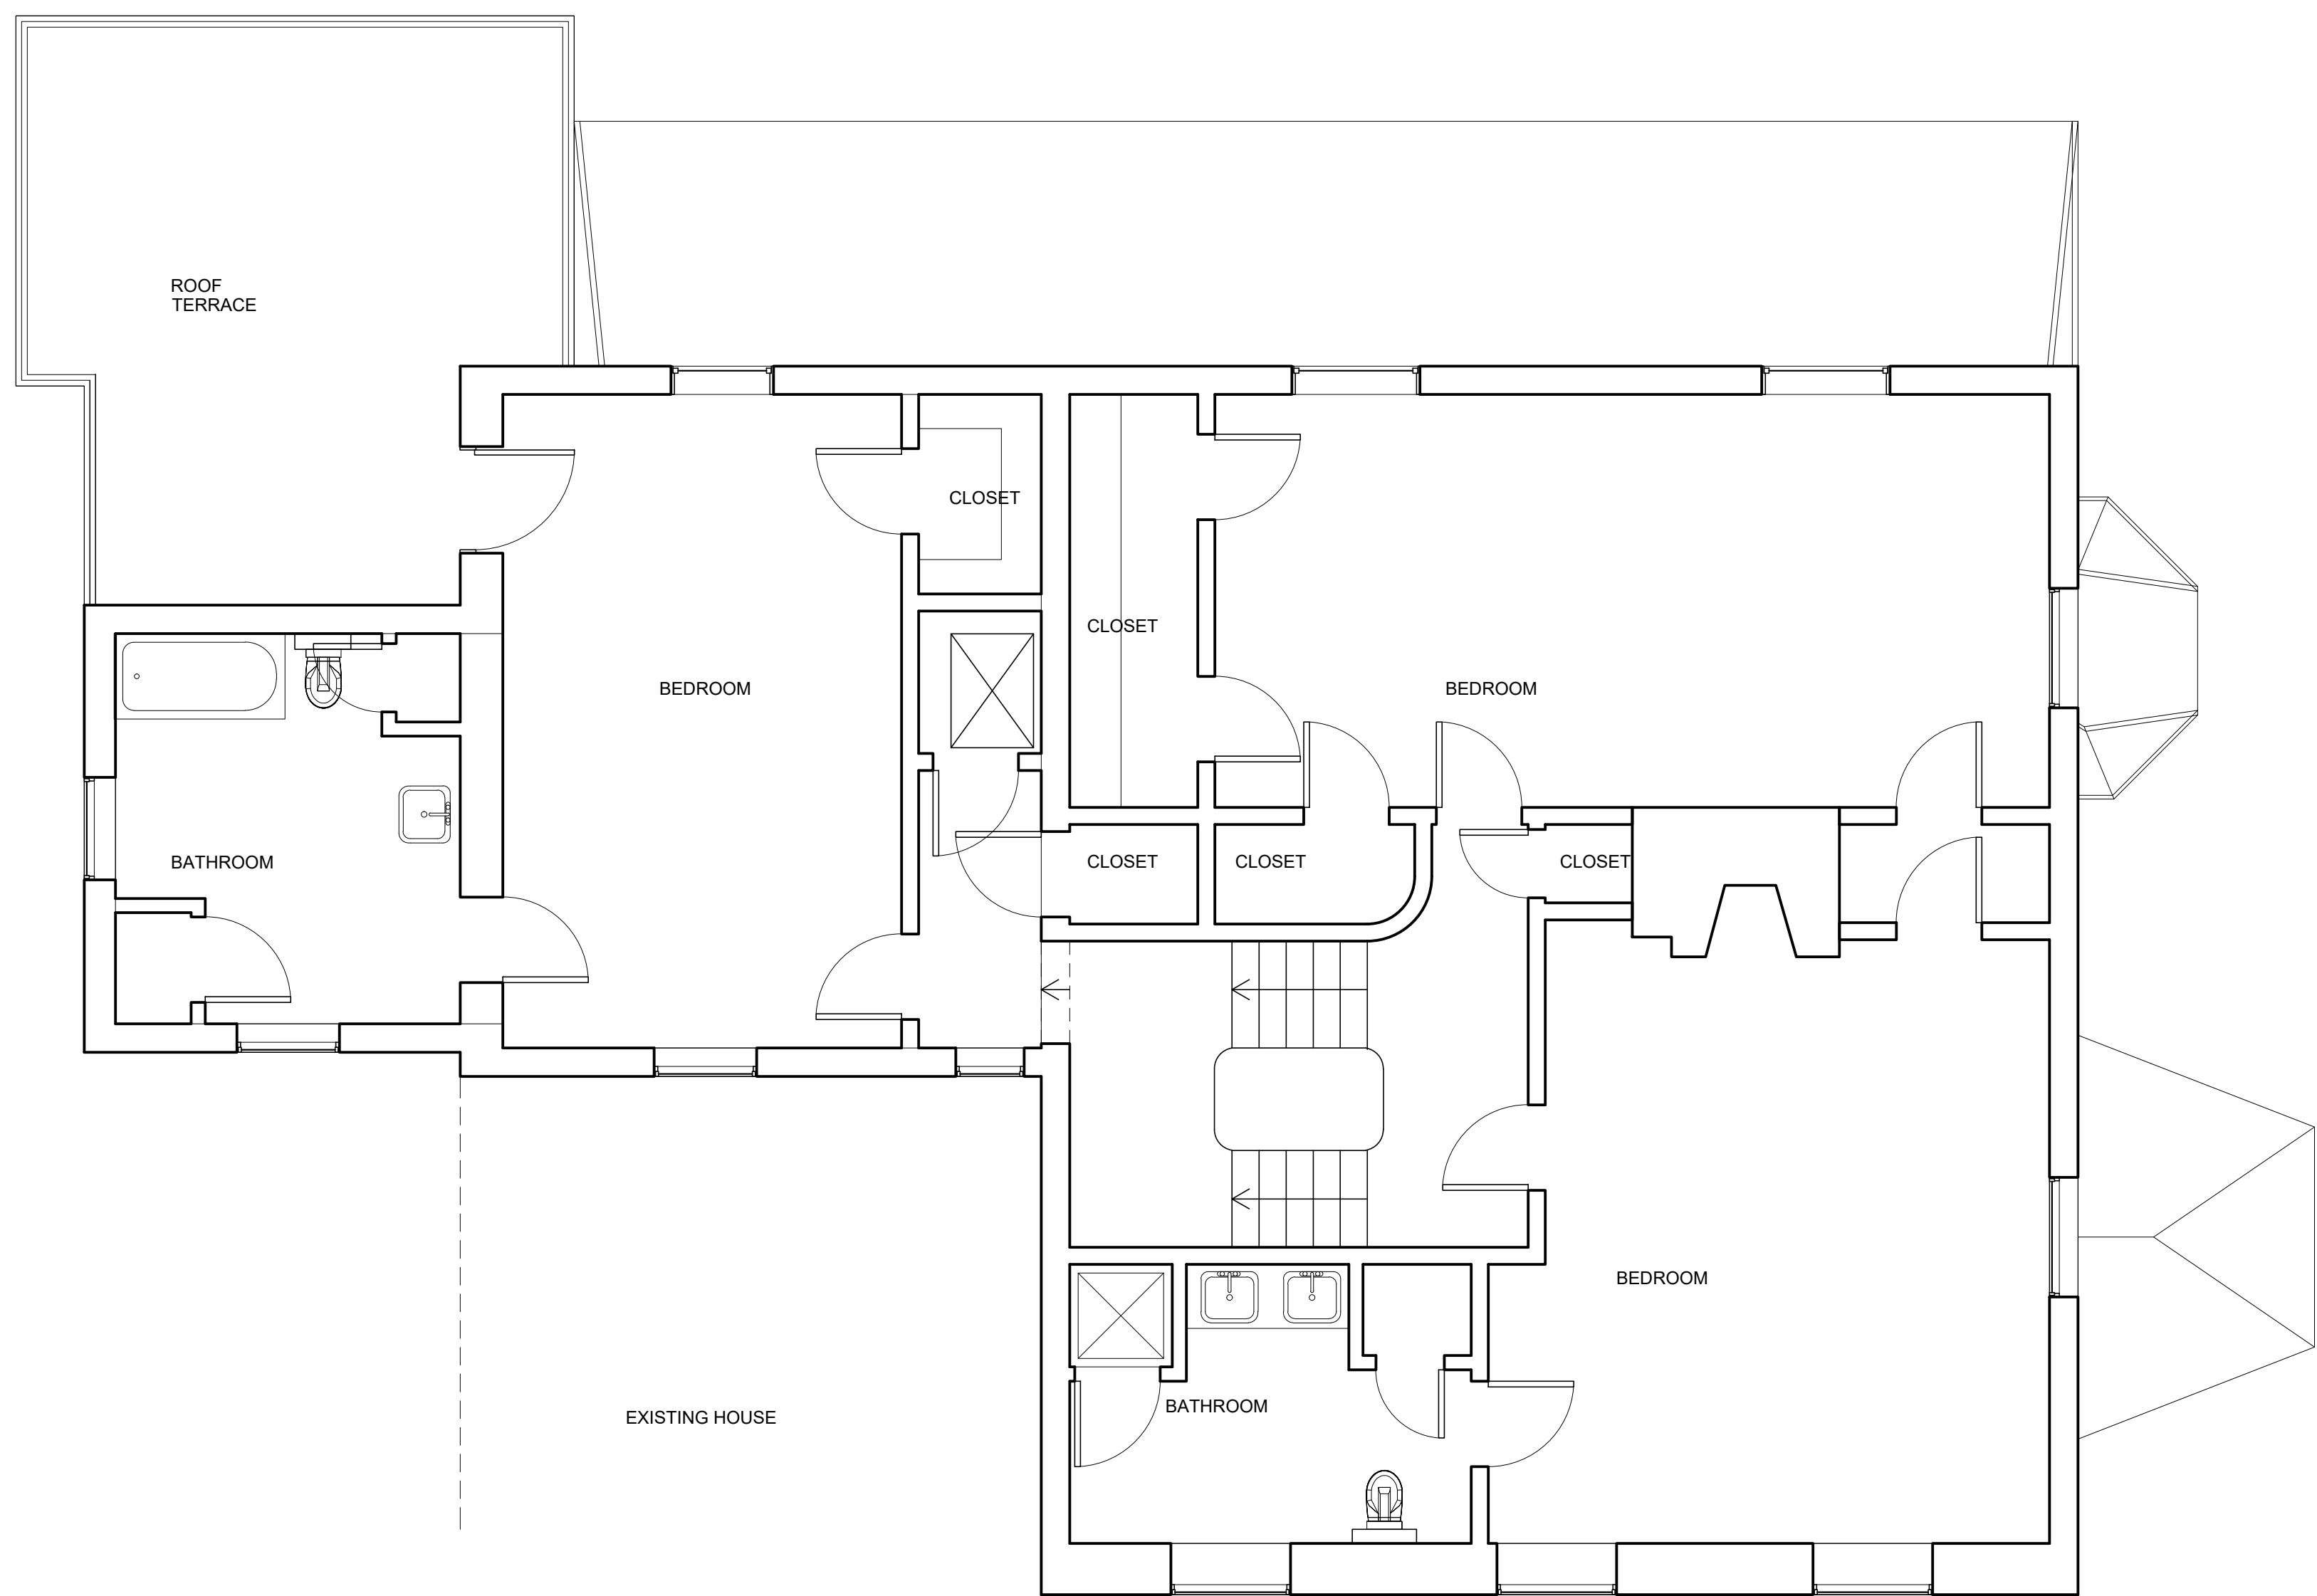 ROOF
TERRACE
CLOSET
CLOSET
BEDROOM
BEDROOM
BATHROOM
CLOSET
CLOSET
CLOSET
BEDROOM
BATHROOM
EXISTING HOUSE